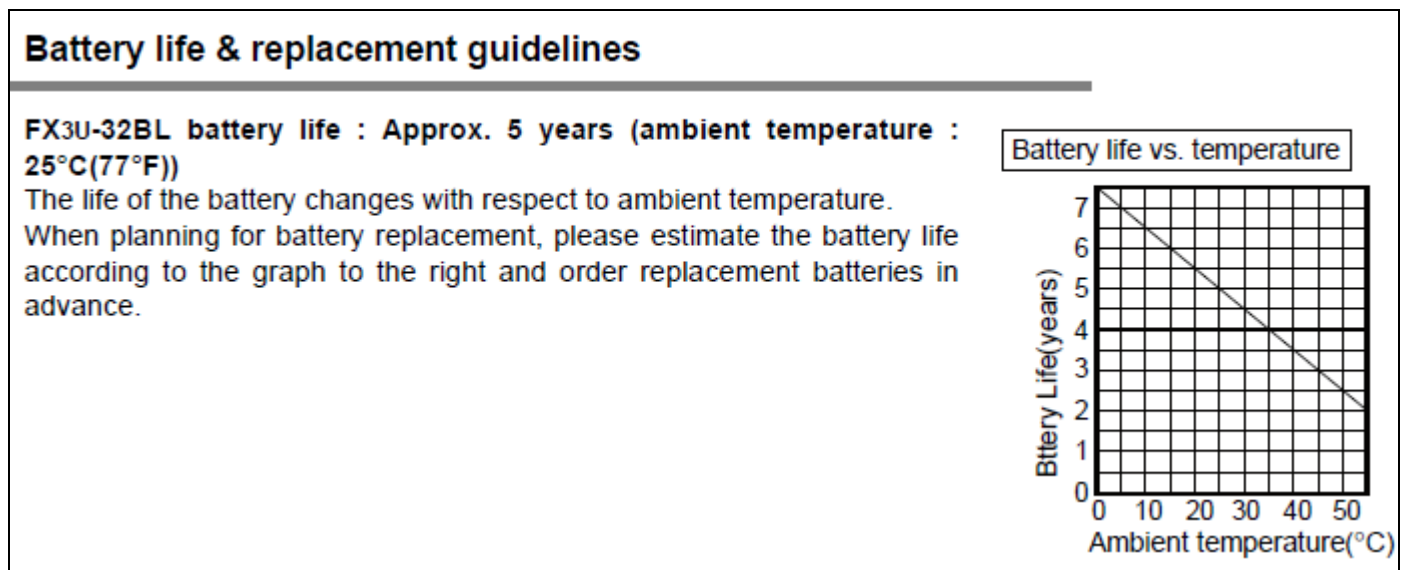 Battery life & replacement guidelines
FX3U-32BL battery life : Approx. 5 years (ambient temperature :
25°C(77°F))
The life of the battery changes with respect to ambient temperature.
When planning for battery replacement, please estimate the battery life
according to the graph to the right and order replacement batteries in
advance.
Battery life vs. temperature
Bttery Life(years)
7
6
5
4
3
2
1
0
0 10 20 30 40 50
Ambient temperature(°C)